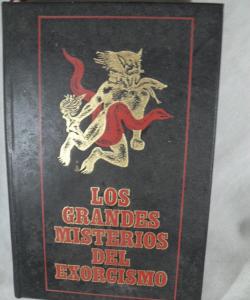 LOS
GRANDES
MISTERIOS
DEL
EXORCISMO